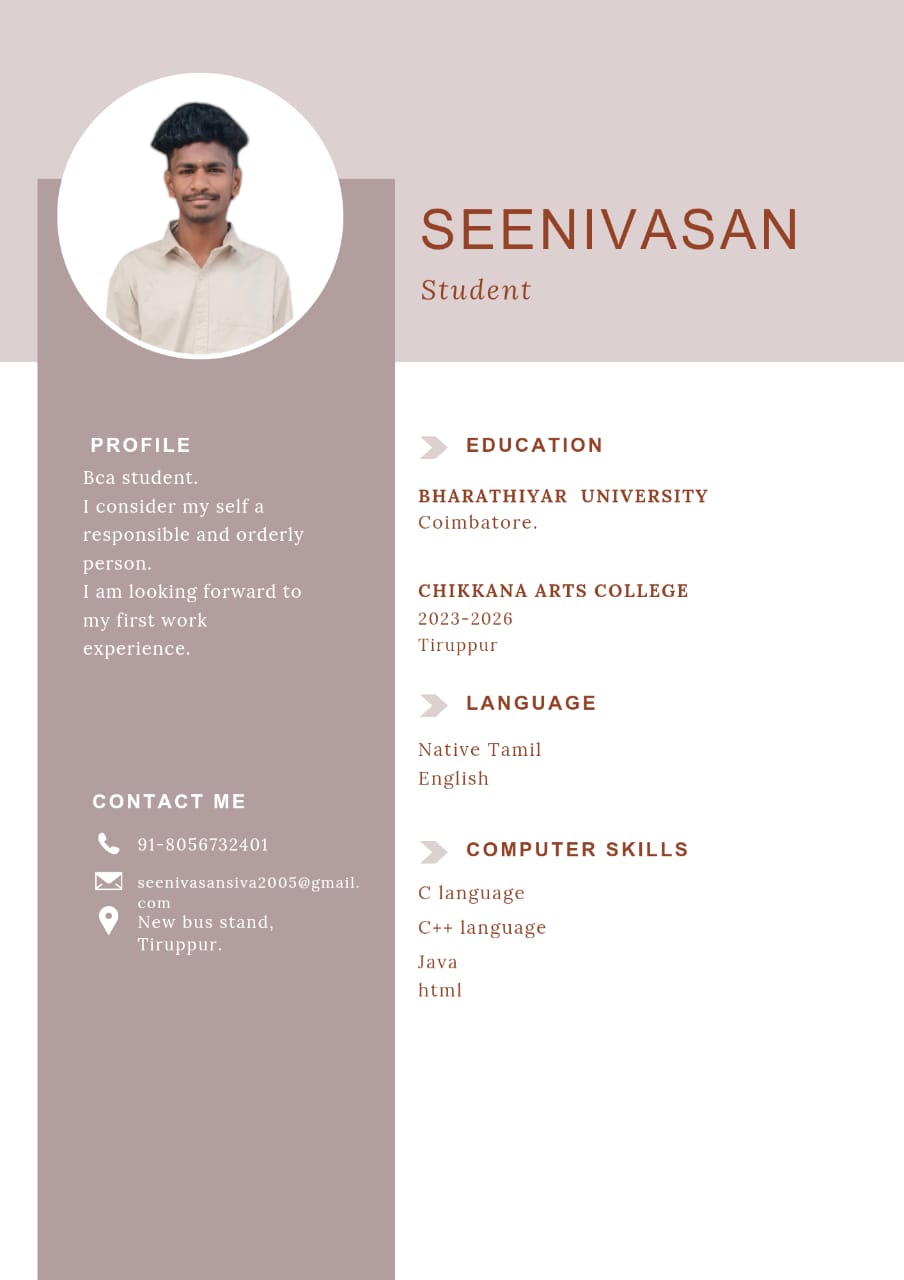 SEENIVASAN
Student
PROFILE
Bca student.
I consider my self a
responsible and orderly
person.
I am looking forward to
my first work
experience.
CONTACT ME
91-8056732401
seenivasansiva2005@gmail.
com
New bus stand,
Tiruppur.
EDUCATION
BHARATHIYAR UNIVERSITY
Coimbatore.
CHIKKANA ARTS COLLEGE
2023-2026
Tiruppur
LANGUAGE
Native Tamil
English
COMPUTER SKILLS
C language
C++ language
Java
html